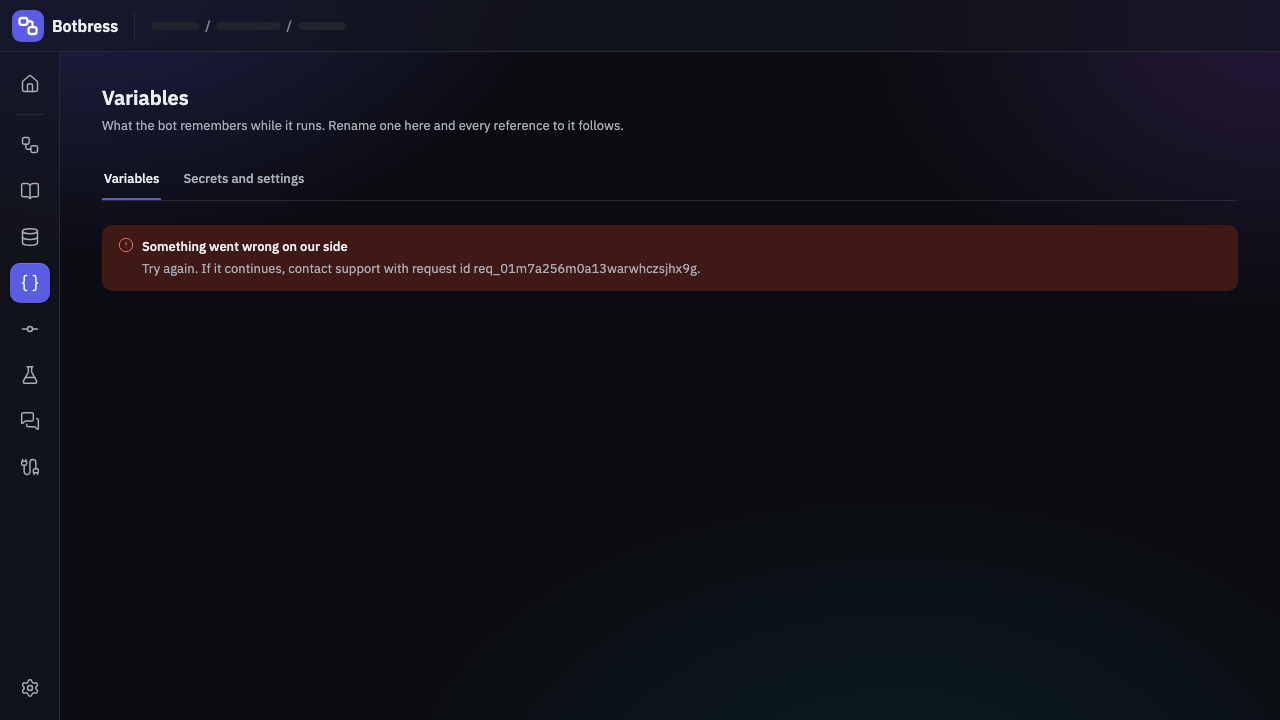 Botbress / / /
Variables
What the bot remembers while it runs. Rename one here and every reference to it follows.
Variables Secrets and settings
Something went wrong on our side
Try again. If it continues, contact support with request id req_01m7a256m0a13warwhczsjhx9g.